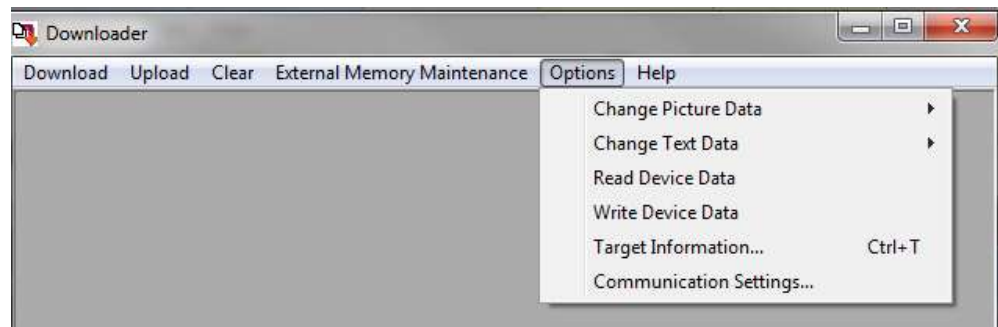 Downloader
Download Upload Clear External Memory Maintenance Options Help
Change Picture Data
Change Text Data
Read Device Data
Write Device Data
Target Information... Ctrl+T
Communication Settings...